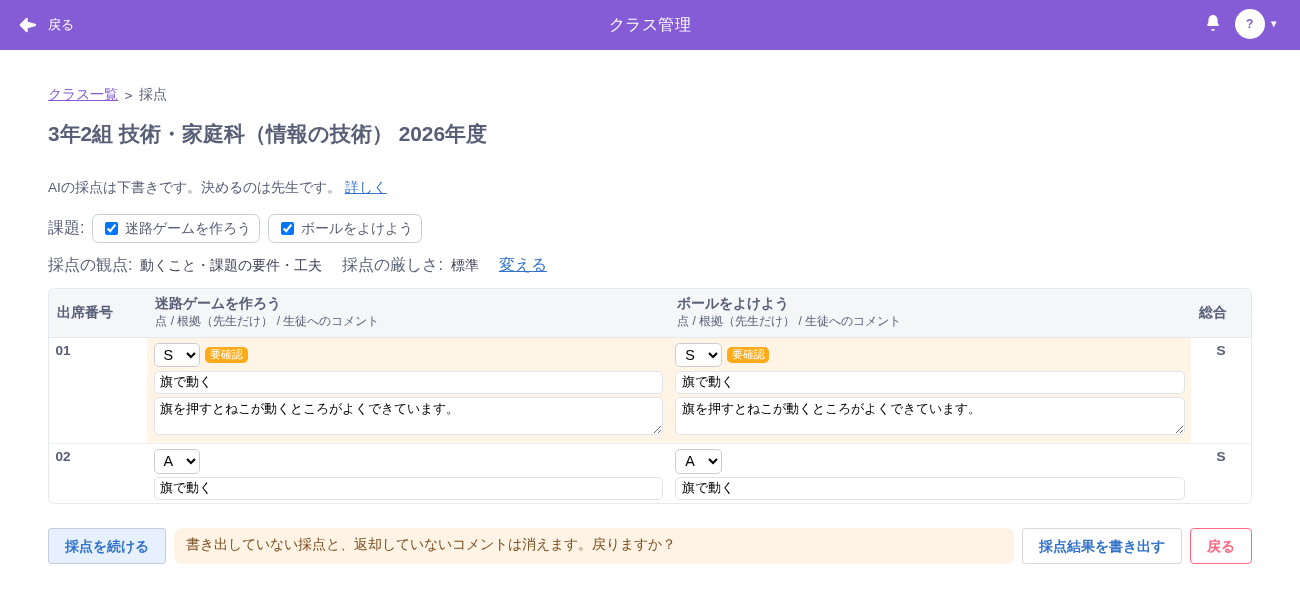 戻る
クラス管理
?
▼
クラス一覧 > 採点
3年2組 技術・家庭科（情報の技術） 2026年度
AIの採点は下書きです。決めるのは先生です。 詳しく
課題: 迷路ゲームを作ろう ボールをよけよう
採点の観点: 動くこと・課題の要件・工夫 採点の厳しさ: 標準 変える
出席番号 迷路ゲームを作ろう ボールをよけよう 総合
点 / 根拠（先生だけ） / 生徒へのコメント 点 / 根拠（先生だけ） / 生徒へのコメント
01 S 要確認 S 要確認 S
旗で動く 旗で動く
旗を押すとねこが動くところがよくできています。 旗を押すとねこが動くところがよくできています。
02 A A S
旗で動く 旗で動く
採点を続ける 書き出していない採点と、返却していないコメントは消えます。戻りますか？ 採点結果を書き出す 戻る